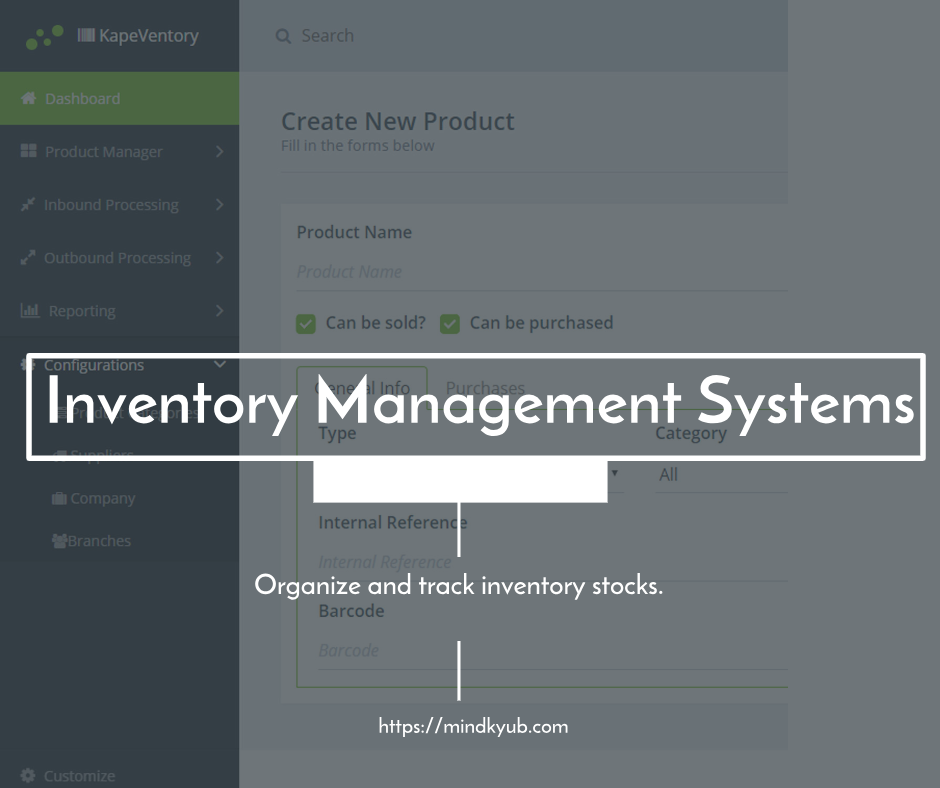 KapeVentory
Search
Dashboard
Create New Product
Fill in the forms below
Product Manager
Inbound Processing
Product Name
Outbound Processing
Product Name
Reporting
Can be sold? Can be purchased
Configurations
General Info Purchases
Inventory Management Systems
Product Categories
Type Category
Suppliers
All
Company
Internal Reference
Branches
Internal Reference
Organize and track inventory stocks.
Barcode
Barcode
https://mindkyub.com
Customize